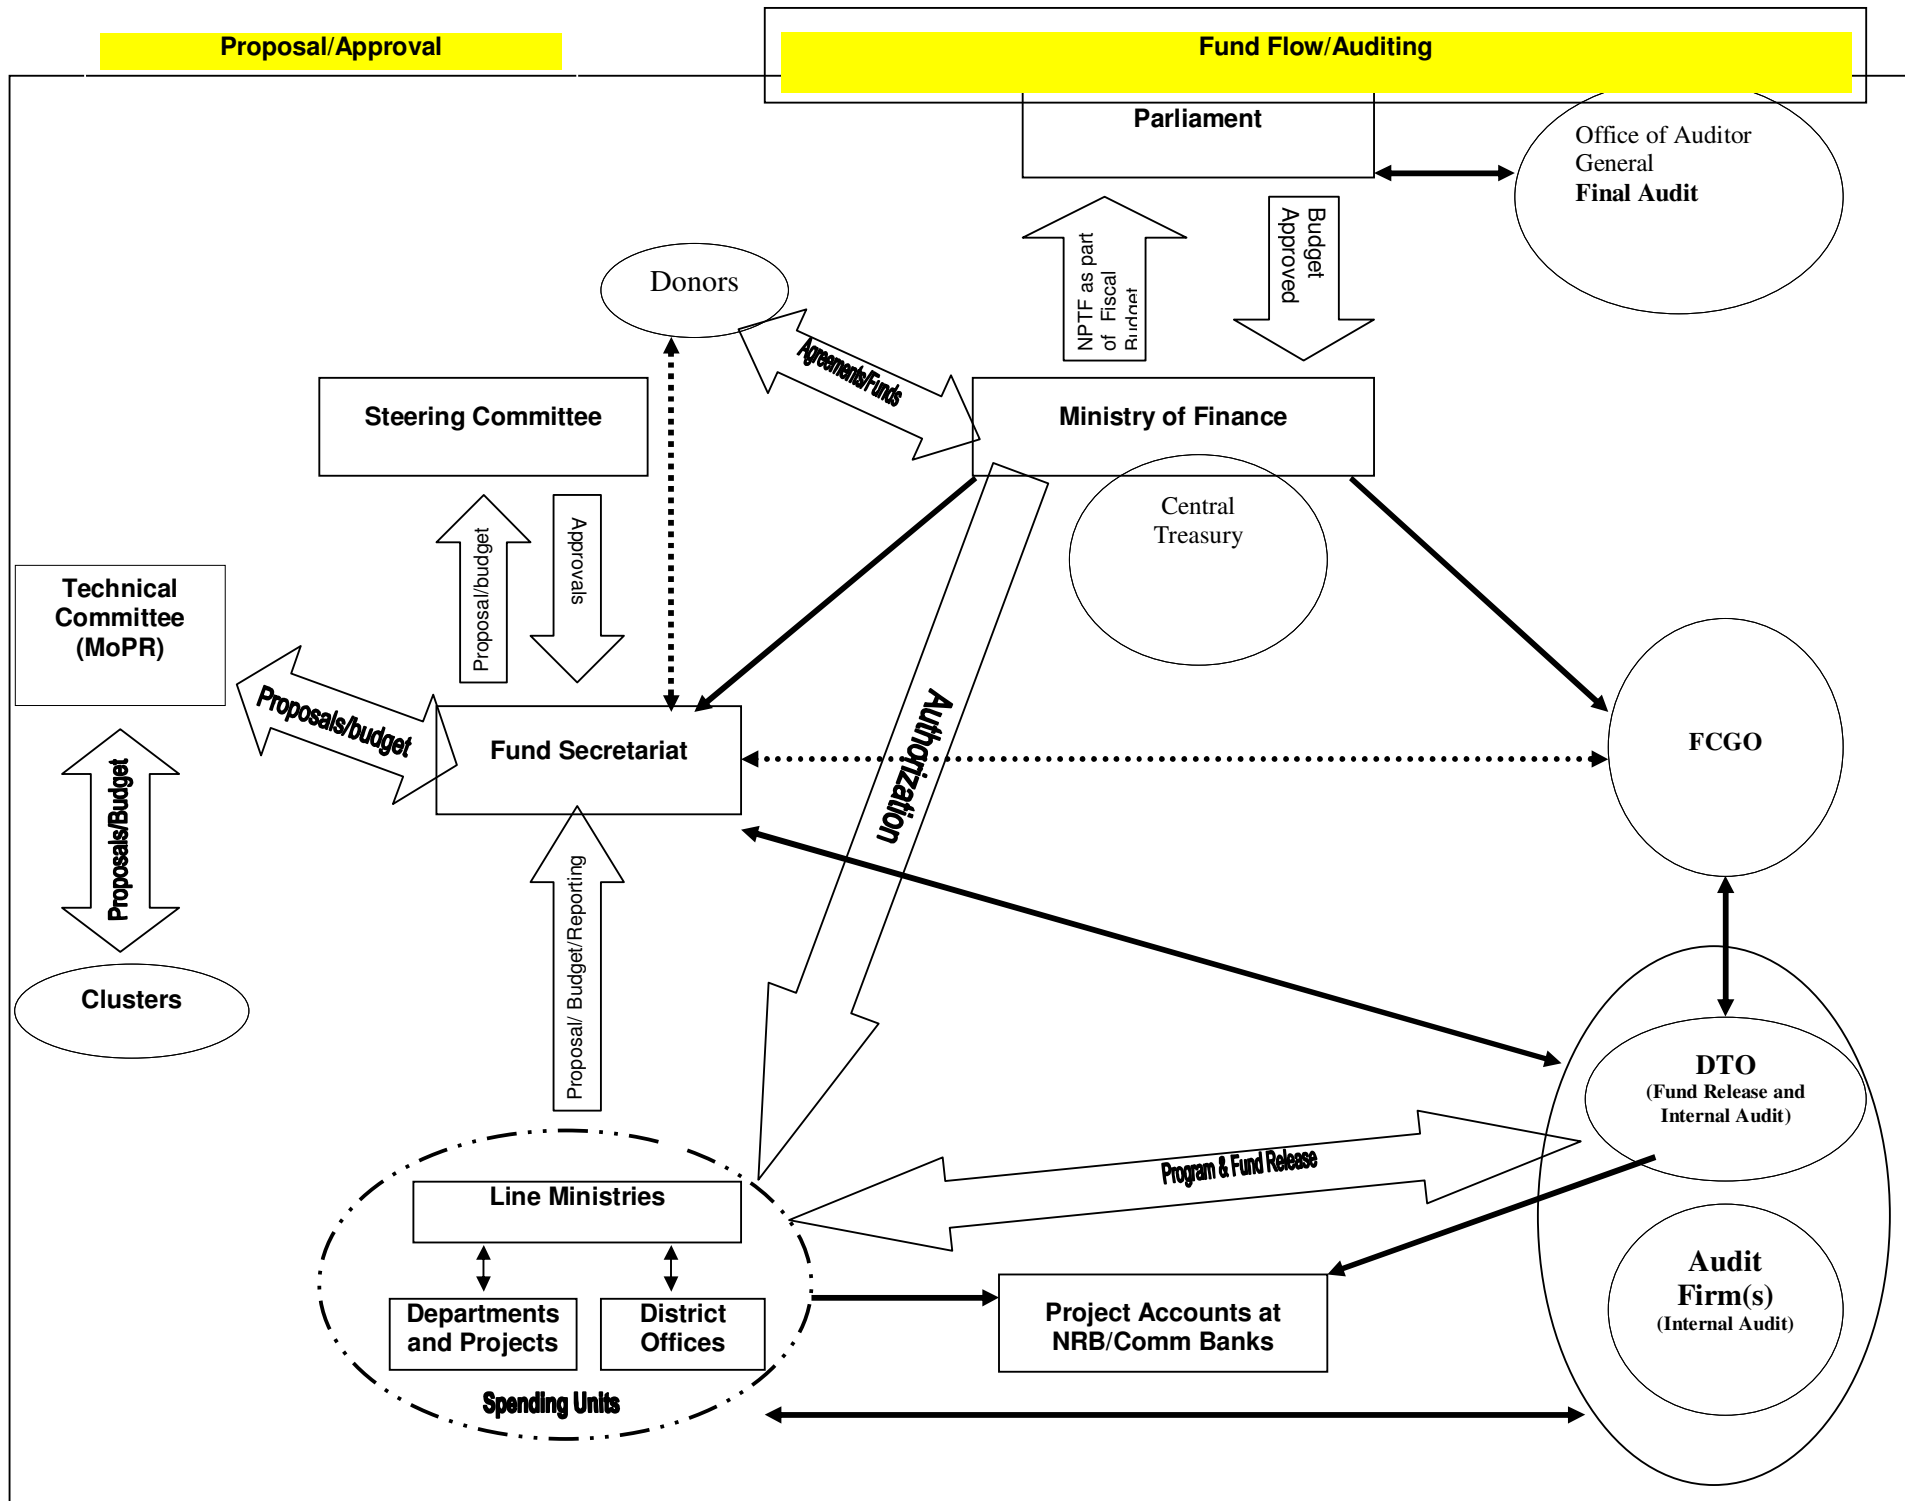 Proposal/Approval
Fund Flow/Auditing
Parliament
Office of Auditor
General
Final Audit
NPTF as part
of Fiscal
Budget
Budget
Approved
Donors
Agreements/Funds
Steering Committee
Ministry of Finance
Central
Treasury
Proposal/budget
Approvals
Technical
Committee
(MoPR)
Proposals/budget
Fund Secretariat
Authorization
FCGO
Proposals/Budget
Proposal/ Budget/Reporting
Clusters
DTO
(Fund Release and
Internal Audit)
Program & Fund Release
Line Ministries
Departments
and Projects
District
Offices
Spending Units
Project Accounts at
NRB/Comm Banks
Audit
Firm(s)
(Internal Audit)